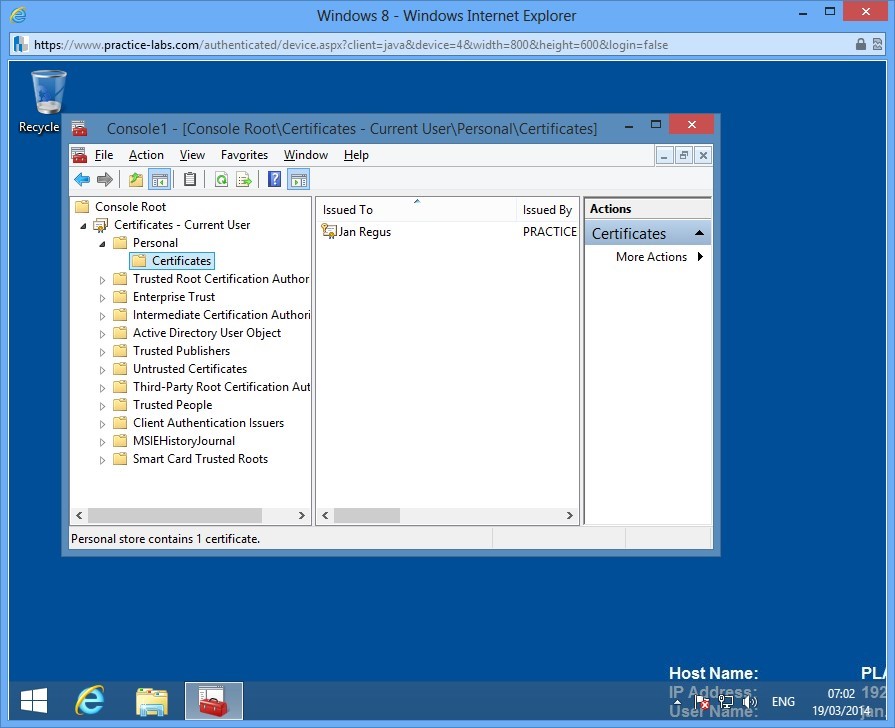 Windows 8 - Windows Internet Explorer
https://www.practice-labs.com/authenticated/device.aspx?client=java&device=4&width=800&height=600&login=false
Recycle
Console1 - [Console Root\Certificates - Current User\Personal\Certificates]
File Action View Favorites Window Help
Console Root
Certificates - Current User
Personal
Certificates
Trusted Root Certification Author
Enterprise Trust
Intermediate Certification Authori
Active Directory User Object
Trusted Publishers
Untrusted Certificates
Third-Party Root Certification Aut
Trusted People
Client Authentication Issuers
MSIEHistoryJournal
Smart Card Trusted Roots
Issued To Issued By
Jan Regus PRACTICE
Actions
Certificates
More Actions
Personal store contains 1 certificate.
Host Name: PLA
IP Address: 192
User Name: jan.
ENG
07:02
19/03/2014